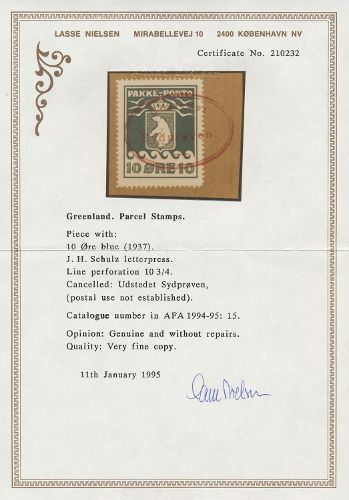 LASSE NIELSEN MIRABELLEVEJ 10 2400 KØBENHAVN NV
Certificate No. 210232
PAKKE-PORTO
10 ØRE 10
Greenland. Parcel Stamps.
Piece with:
10 Øre blue (1937).
J. H. Schulz letterpress.
Line perforation 10 3/4.
Cancelled: Udstedet Sydprøven,
(postal use not established).
Catalogue number in AFA 1994-95: 15.
Opinion: Genuine and without repairs.
Quality: Very fine copy.
11th January 1995